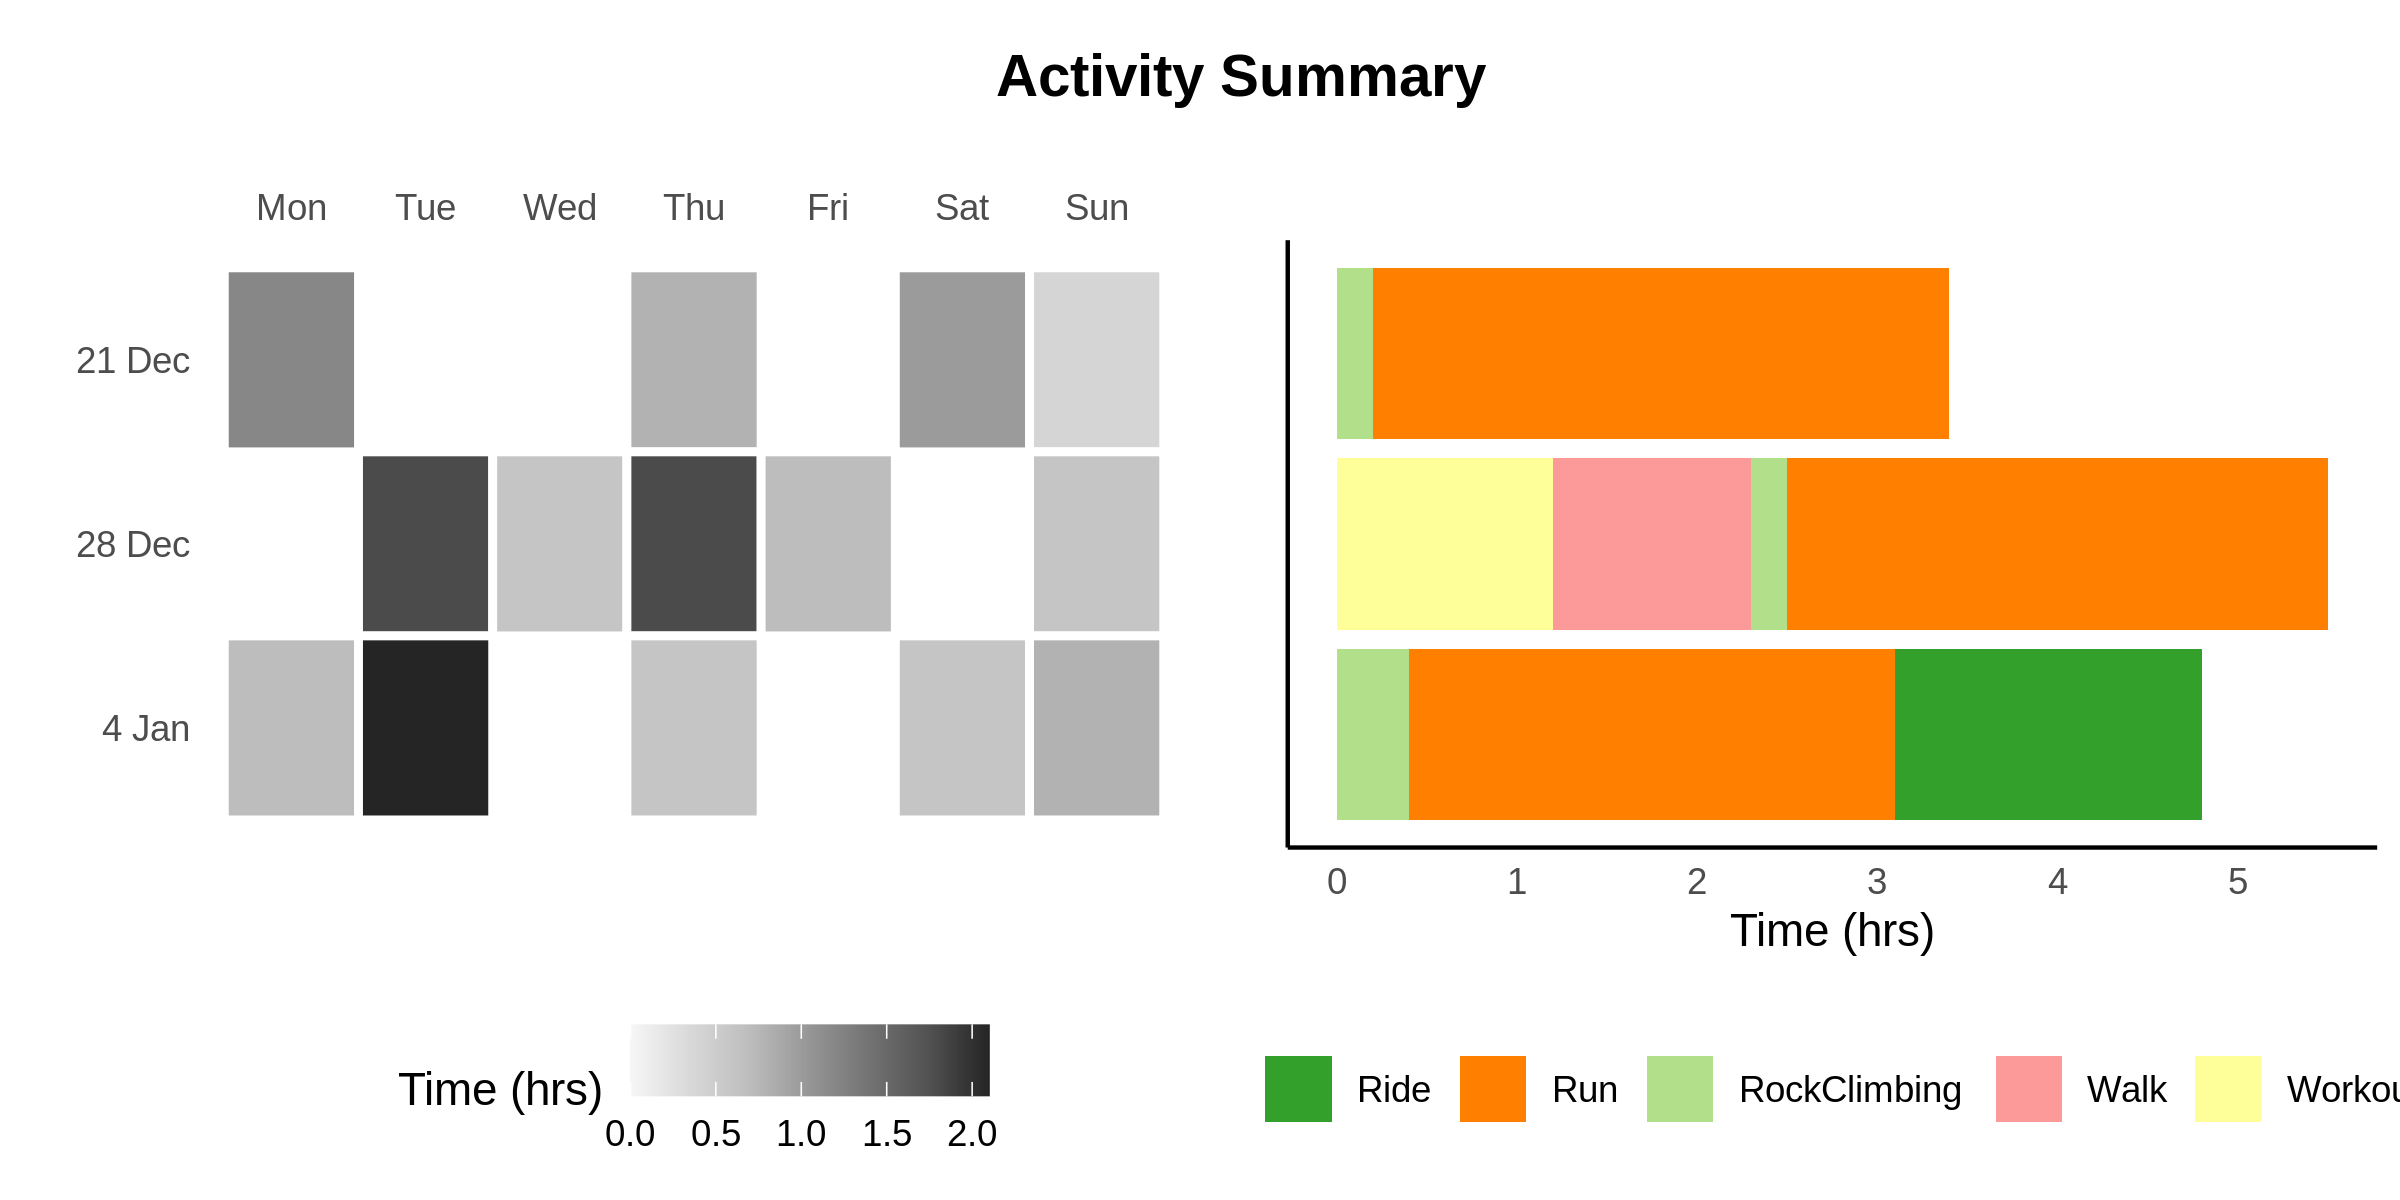 Activity Summary
Mon Tue Wed Thu Fri Sat Sun
21 Dec
28 Dec
4 Jan
0 1 2 3 4 5
Time (hrs)
Time (hrs)
0.0 0.5 1.0 1.5 2.0
Ride Run RockClimbing Walk Workou